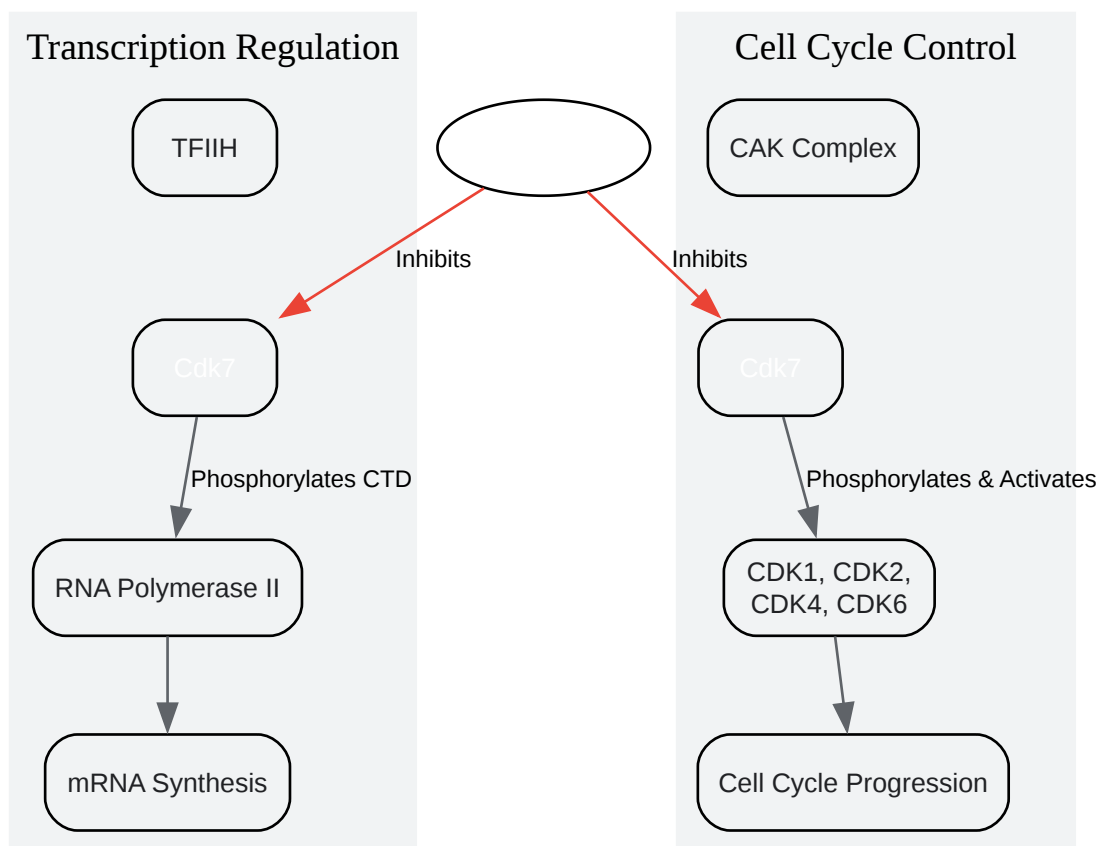 Transcription Regulation
Cell Cycle Control
TFIIH
CAK Complex
Inhibits
Inhibits
Cdk7
Cdk7
Phosphorylates CTD
Phosphorylates & Activates
RNA Polymerase II
CDK1, CDK2,
CDK4, CDK6
mRNA Synthesis
Cell Cycle Progression